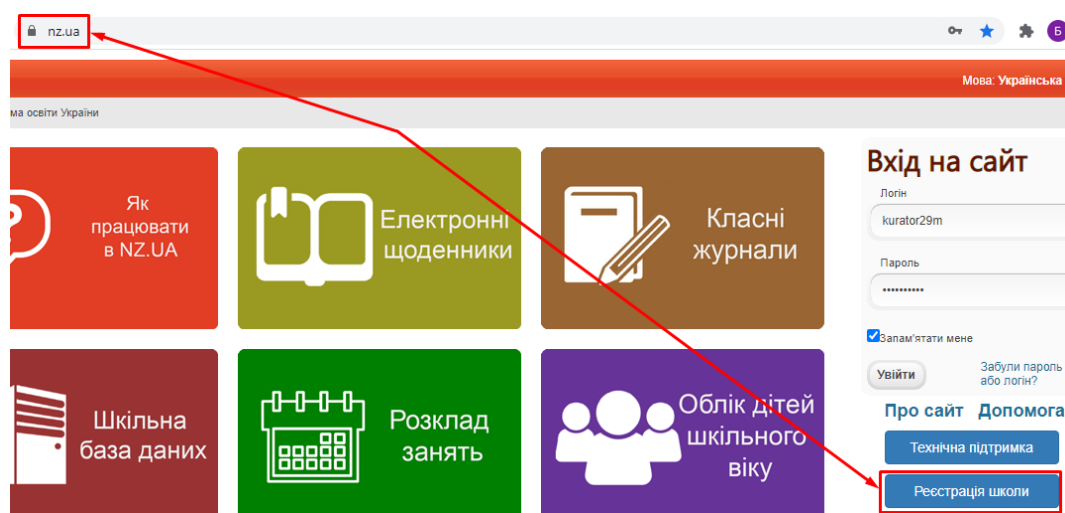 nz.ua
Б
Мова: Українська
ма освіти України
Як
працювати
в NZ.UA
Електронні
щоденники
Класні
журнали
Вхід на сайт
Логін
kurator29m
Пароль
••••••••••
Запам'ятати мене
Увійти
Забули пароль
або логін?
Шкільна
база даних
Розклад
занять
Облік дітей
шкільного
віку
Про сайт Допомога
Технічна підтримка
Реєстрація школи